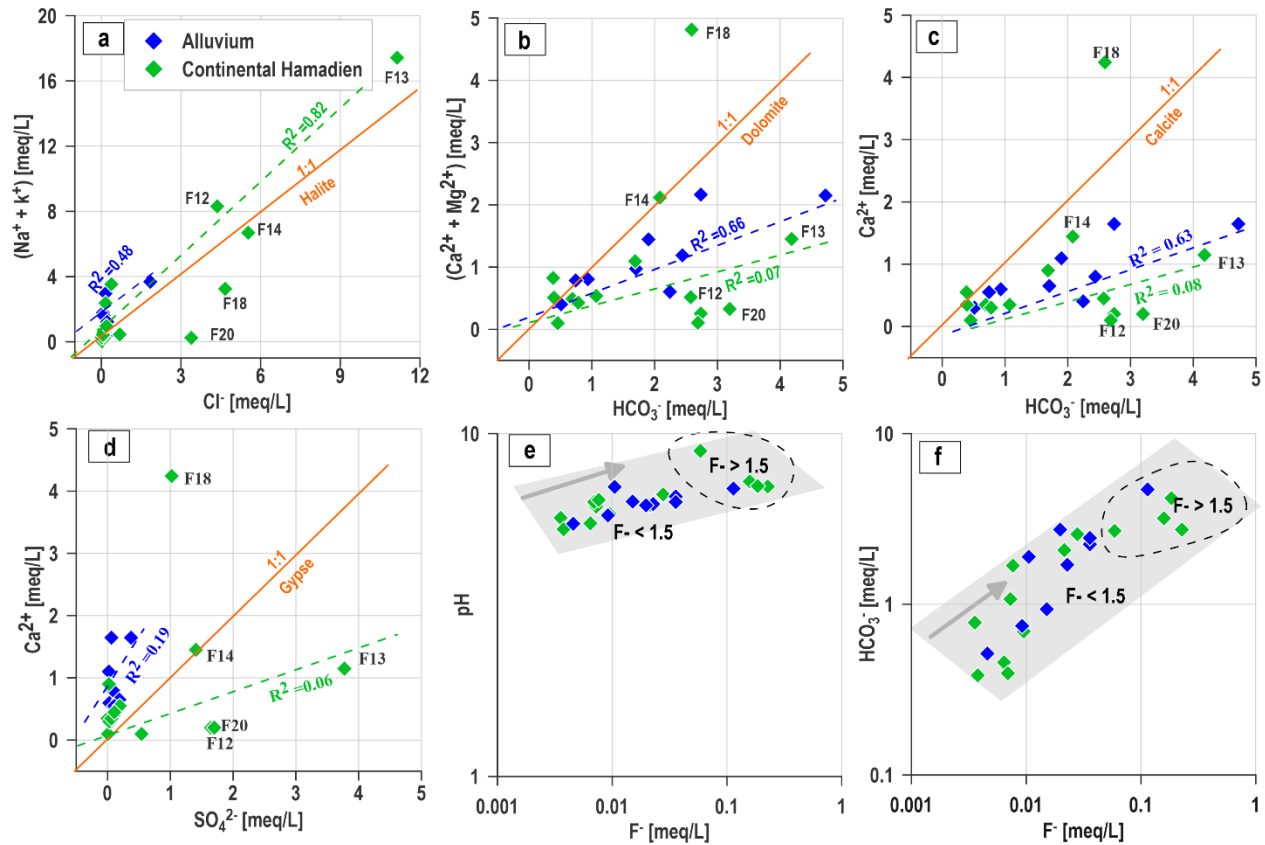 a
Alluvium
Continental Hamadien
20
16
12
8
4
0
(Na⁺ + K⁺) [meq/L]
F13
R² =0.82
1:1
Halite
F12
F14
R² =0.48
F18
F20
0
3
6
9
12
Cl⁻ [meq/L]
b
5
4
3
2
1
0
(Ca²⁺ + Mg²⁺) [meq/L]
F18
1:1
Dolomite
F14
R² =0.66
F13
R² =0.07
F12
F20
0
1
2
3
4
5
HCO₃⁻ [meq/L]
c
5
4
3
2
1
0
Ca²⁺ [meq/L]
F18
1:1
Calcite
F14
R² = 0.63
F13
R² = 0.08
F12
F20
0
1
2
3
4
5
HCO₃⁻ [meq/L]
d
5
4
3
2
1
0
Ca²⁺ [meq/L]
F18
1:1
Gypse
R² =0.19
F14
F13
R² =0.06
F20
F12
0
1
2
3
4
5
SO₄²⁻ [meq/L]
e
10
1
pH
F- > 1.5
F- < 1.5
0.001
0.01
0.1
1
F⁻ [meq/L]
f
10
1
0.1
HCO₃⁻ [meq/L]
F- > 1.5
F- < 1.5
0.001
0.01
0.1
1
F⁻ [meq/L]